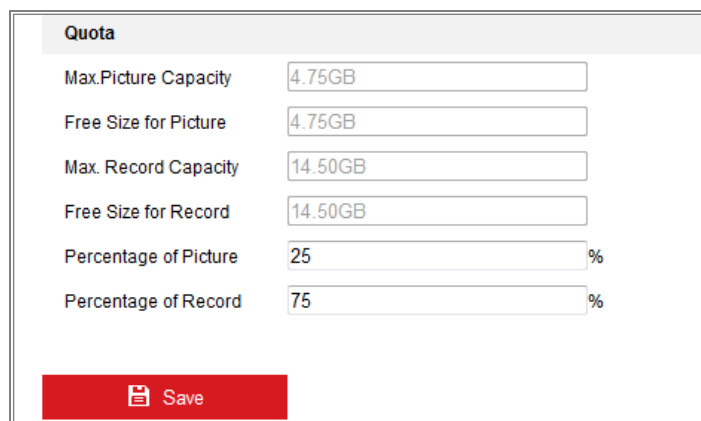 Quota
Max.Picture Capacity 4.75GB
Free Size for Picture 4.75GB
Max. Record Capacity 14.50GB
Free Size for Record 14.50GB
Percentage of Picture 25 %
Percentage of Record 75 %
Save